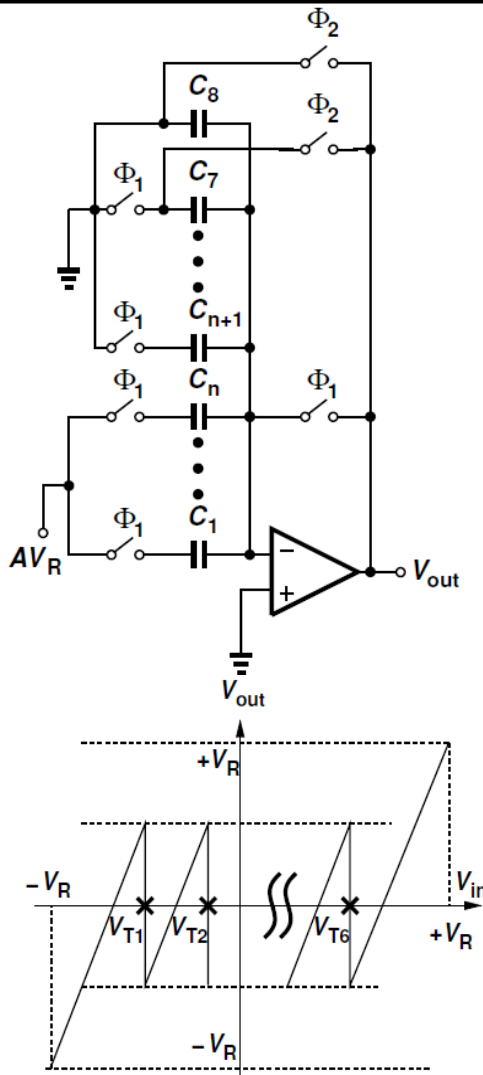 Φ2
C8
Φ2
Φ1
C7
Φ1
Cn+1
Φ1
Cn
Φ1
Φ1
C1
AVR
−
+
Vout
Vout
+VR
−VR
Vin
VT1
VT2
VT6
+VR
−VR